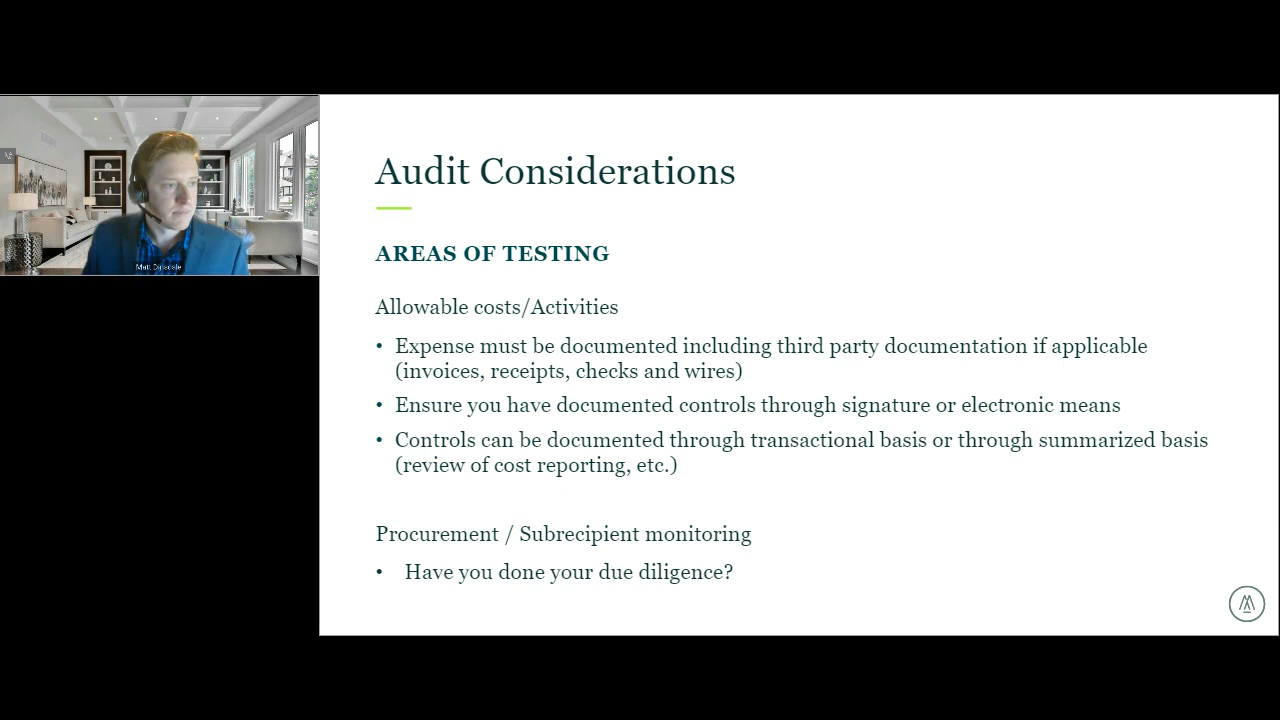 Matt Dinsdale
Audit Considerations
AREAS OF TESTING
Allowable costs/Activities
• Expense must be documented including third party documentation if applicable
(invoices, receipts, checks and wires)
• Ensure you have documented controls through signature or electronic means
• Controls can be documented through transactional basis or through summarized basis
(review of cost reporting, etc.)
Procurement / Subrecipient monitoring
• Have you done your due diligence?